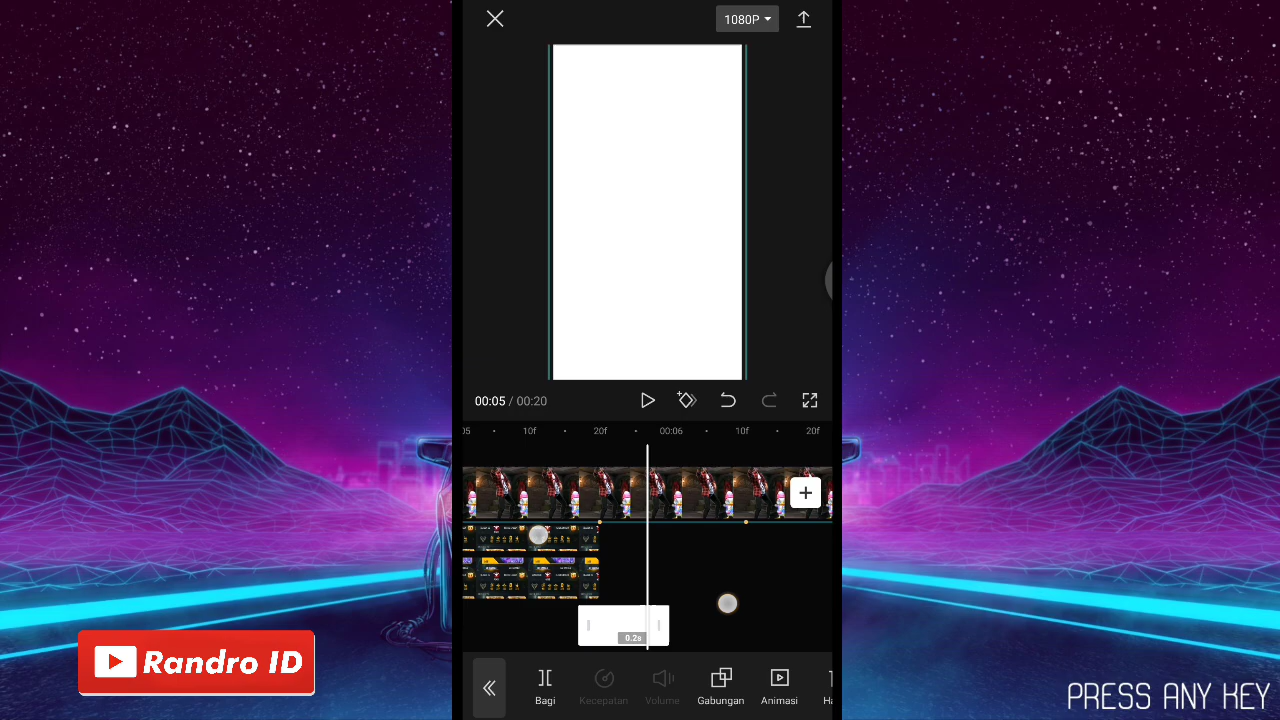 1080P
00:05 / 00:20
05 10f 20f 00:06 10f 20f
0.2s
Bagi Kecepatan Volume Gabungan Animasi
Randro ID
PRESS ANY KEY